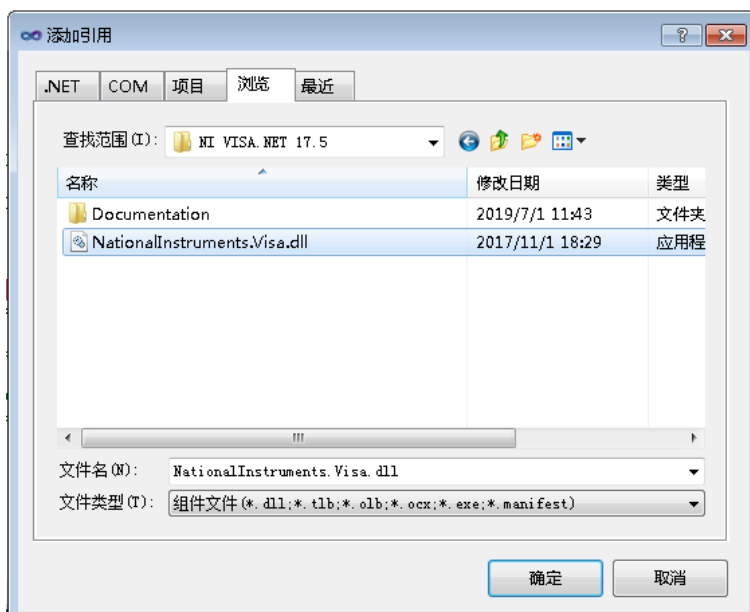 添加引用
.NET COM 项目 浏览 最近
查找范围(I): NI VISA.NET 17.5
名称 修改日期 类型
Documentation 2019/7/1 11:43 文件夹
NationalInstruments.Visa.dll 2017/11/1 18:29 应用程
文件名(N): NationalInstruments.Visa.dll
文件类型(T): 组件文件(*.dll;*.tlb;*.olb;*.ocx;*.exe;*.manifest)
确定 取消